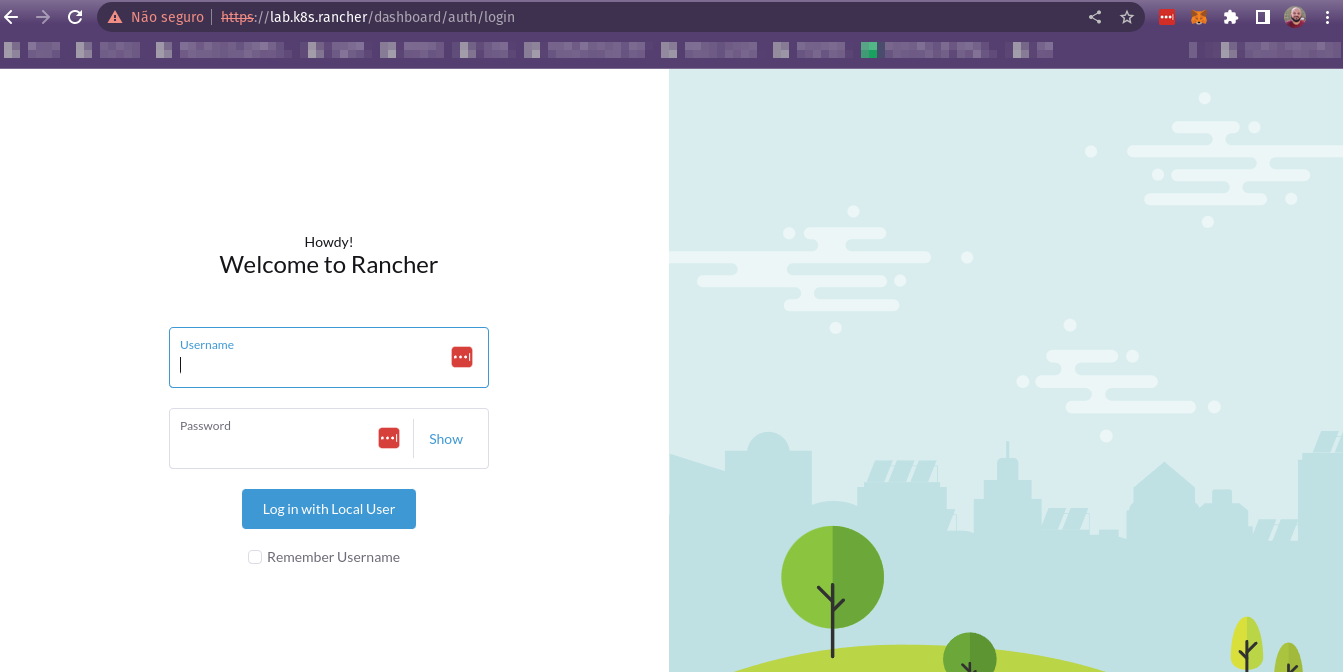 Não seguro | https://lab.k8s.rancher/dashboard/auth/login
Howdy!
Welcome to Rancher
Username
Password
Show
Log in with Local User
Remember Username